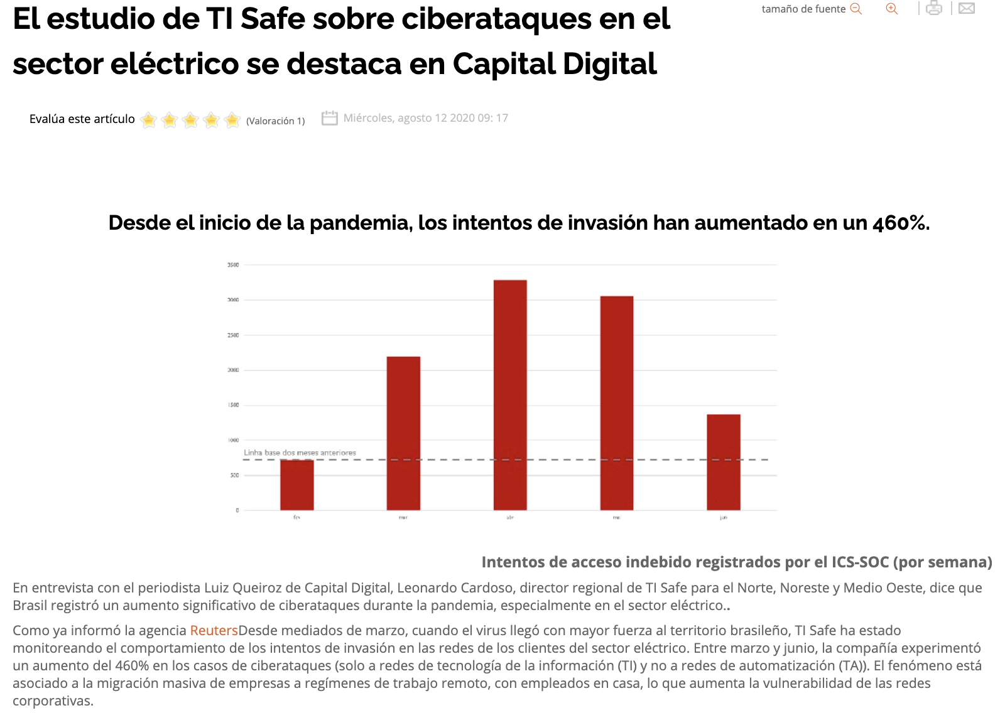 El estudio de TI Safe sobre ciberataques en el
sector eléctrico se destaca en Capital Digital
tamaño de fuente
Evalúa este artículo
(Valoración 1)
Miércoles, agosto 12 2020 09: 17
Desde el inicio de la pandemia, los intentos de invasión han aumentado en un 460%.
3500
3000
2500
2000
1500
1000
Linha base dos meses anteriores
500
0
mar
abr
jun
Intentos de acceso indebido registrados por el ICS-SOC (por semana)
En entrevista con el periodista Luiz Queiroz de Capital Digital, Leonardo Cardoso, director regional de TI Safe para el Norte, Noreste y Medio Oeste, dice que
Brasil registró un aumento significativo de ciberataques durante la pandemia, especialmente en el sector eléctrico..
Como ya informó la agencia ReutersDesde mediados de marzo, cuando el virus llegó con mayor fuerza al territorio brasileño, TI Safe ha estado
monitoreando el comportamiento de los intentos de invasión en las redes de los clientes del sector eléctrico. Entre marzo y junio, la compañía experimentó
un aumento del 460% en los casos de ciberataques (solo a redes de tecnología de la información (TI) y no a redes de automatización (TA)). El fenómeno está
asociado a la migración masiva de empresas a regímenes de trabajo remoto, con empleados en casa, lo que aumenta la vulnerabilidad de las redes
corporativas.